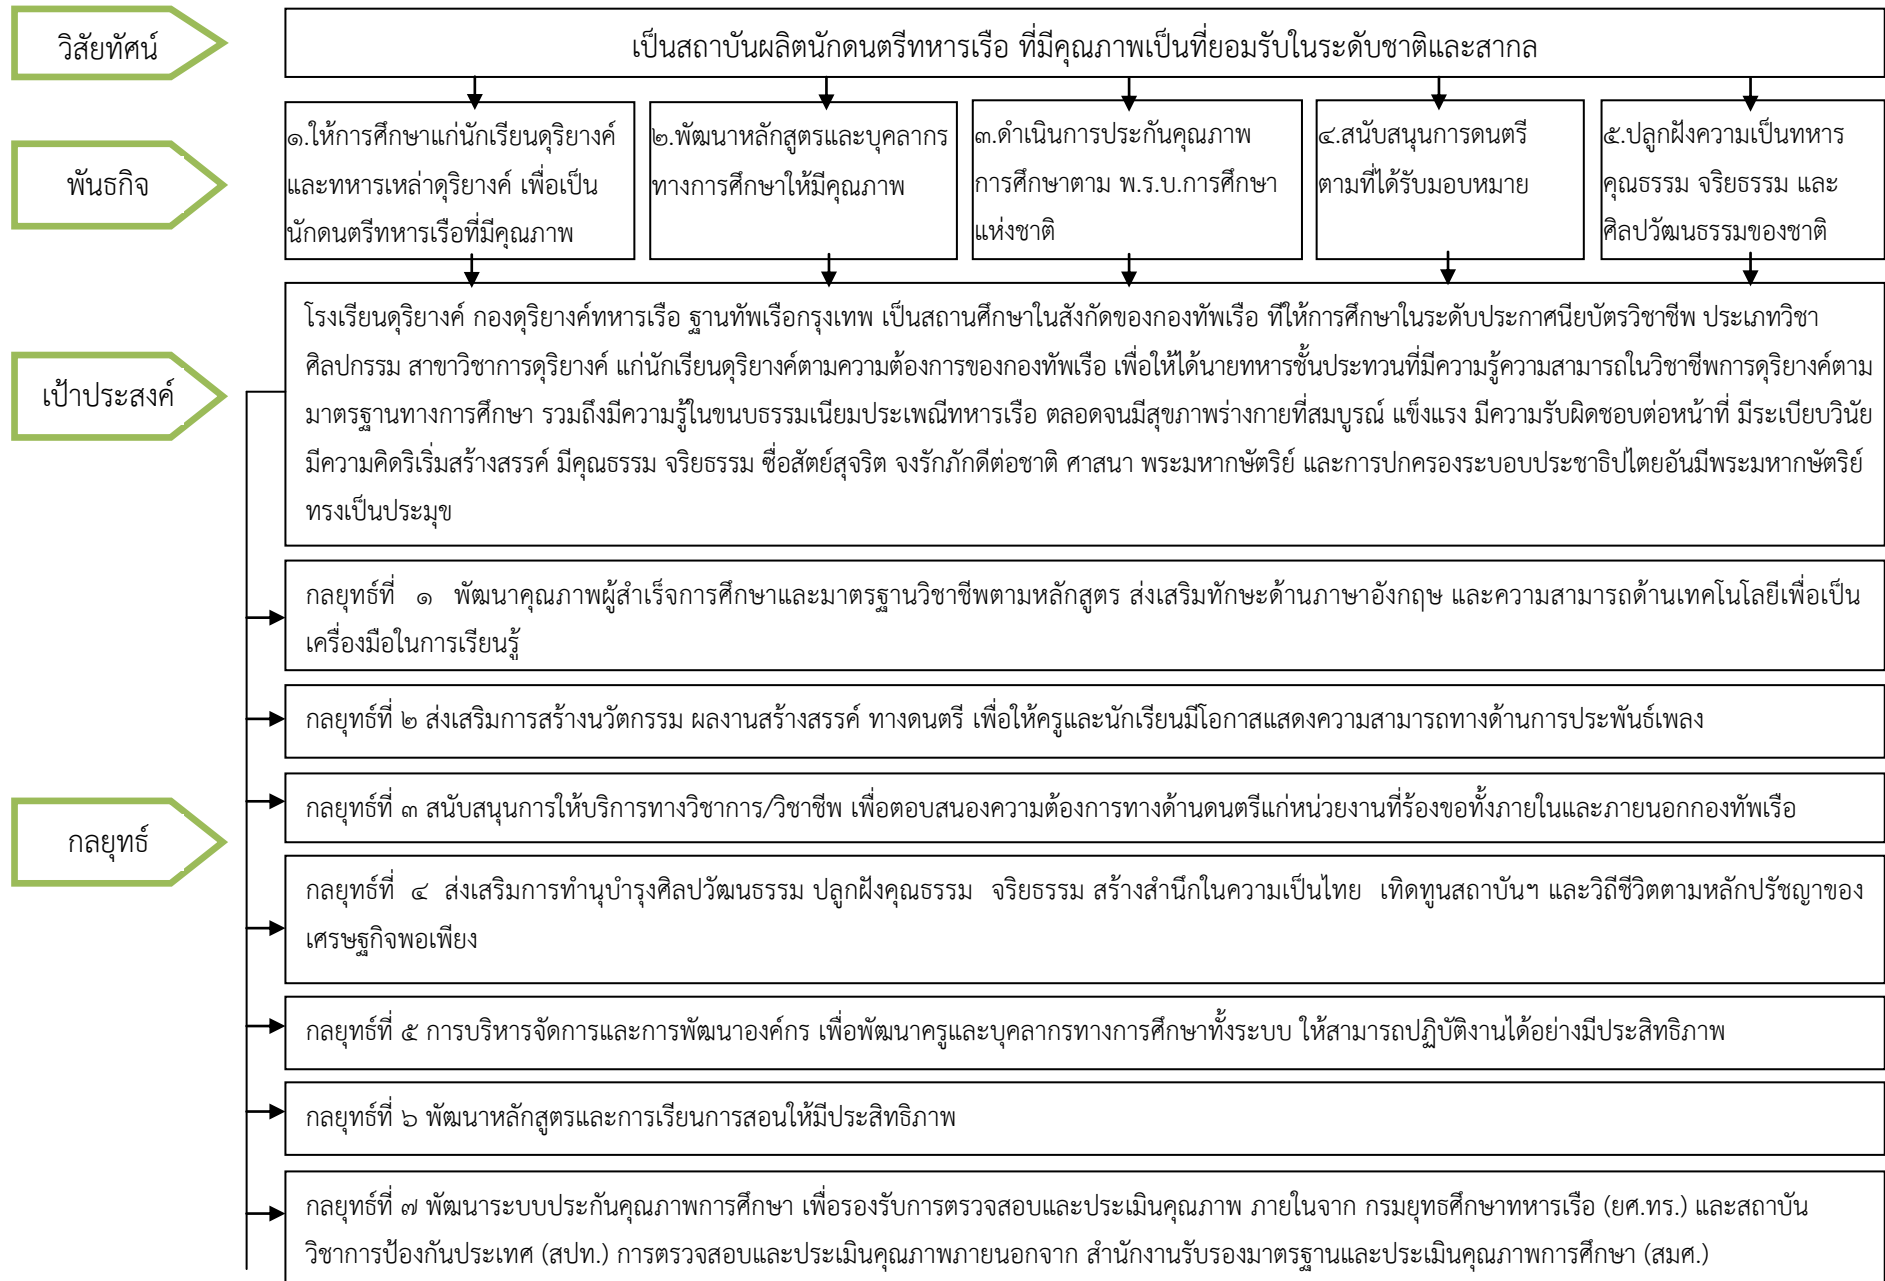 วิสัยทัศน์
เป็นสถาบันผลิตนักดนตรีทหารเรือ ที่มีคุณภาพเป็นที่ยอมรับในระดับชาติและสากล
พันธกิจ
๑.ให้การศึกษาแก่นักเรียนดุริยางค์
และทหารเหล่าดุริยางค์ เพื่อเป็น
นักดนตรีทหารเรือที่มีคุณภาพ
๒.พัฒนาหลักสูตรและบุคลากร
ทางการศึกษาให้มีคุณภาพ
๓.ดำเนินการประกันคุณภาพ
การศึกษาตาม พ.ร.บ.การศึกษา
แห่งชาติ
๔.สนับสนุนการดนตรี
ตามที่ได้รับมอบหมาย
๕.ปลูกฝังความเป็นทหาร
คุณธรรม จริยธรรม และ
ศิลปวัฒนธรรมของชาติ
เป้าประสงค์
โรงเรียนดุริยางค์ กองดุริยางค์ทหารเรือ ฐานทัพเรือกรุงเทพ เป็นสถานศึกษาในสังกัดของกองทัพเรือ ที่ให้การศึกษาในระดับประกาศนียบัตรวิชาชีพ ประเภทวิชา
ศิลปกรรม สาขาวิชาการดุริยางค์ แก่นักเรียนดุริยางค์ตามความต้องการของกองทัพเรือ เพื่อให้ได้นายทหารชั้นประทวนที่มีความรู้ความสามารถในวิชาชีพการดุริยางค์ตาม
มาตรฐานทางการศึกษา รวมถึงมีความรู้ในขนบธรรมเนียมประเพณีทหารเรือ ตลอดจนมีสุขภาพร่างกายที่สมบูรณ์ แข็งแรง มีความรับผิดชอบต่อหน้าที่ มีระเบียบวินัย
มีความคิดริเริ่มสร้างสรรค์ มีคุณธรรม จริยธรรม ซื่อสัตย์สุจริต จงรักภักดีต่อชาติ ศาสนา พระมหากษัตริย์ และการปกครองระบอบประชาธิปไตยอันมีพระมหากษัตริย์
ทรงเป็นประมุข
กลยุทธ์
กลยุทธ์ที่ ๑ พัฒนาคุณภาพผู้สำเร็จการศึกษาและมาตรฐานวิชาชีพตามหลักสูตร ส่งเสริมทักษะด้านภาษาอังกฤษ และความสามารถด้านเทคโนโลยีเพื่อเป็น
เครื่องมือในการเรียนรู้
กลยุทธ์ที่ ๒ ส่งเสริมการสร้างนวัตกรรม ผลงานสร้างสรรค์ ทางดนตรี เพื่อให้ครูและนักเรียนมีโอกาสแสดงความสามารถทางด้านการประพันธ์เพลง
กลยุทธ์ที่ ๓ สนับสนุนการให้บริการทางวิชาการ/วิชาชีพ เพื่อตอบสนองความต้องการทางด้านดนตรีแก่หน่วยงานที่ร้องขอทั้งภายในและภายนอกกองทัพเรือ
กลยุทธ์ที่ ๔ ส่งเสริมการทำนุบำรุงศิลปวัฒนธรรม ปลูกฝังคุณธรรม จริยธรรม สร้างสำนึกในความเป็นไทย เทิดทูนสถาบันฯ และวิถีชีวิตตามหลักปรัชญาของ
เศรษฐกิจพอเพียง
กลยุทธ์ที่ ๕ การบริหารจัดการและการพัฒนาองค์กร เพื่อพัฒนาครูและบุคลากรทางการศึกษาทั้งระบบ ให้สามารถปฏิบัติงานได้อย่างมีประสิทธิภาพ
กลยุทธ์ที่ ๖ พัฒนาหลักสูตรและการเรียนการสอนให้มีประสิทธิภาพ
กลยุทธ์ที่ ๗ พัฒนาระบบประกันคุณภาพการศึกษา เพื่อรองรับการตรวจสอบและประเมินคุณภาพ ภายในจาก กรมยุทธศึกษาทหารเรือ (ยศ.ทร.) และสถาบัน
วิชาการป้องกันประเทศ (สปท.) การตรวจสอบและประเมินคุณภาพภายนอกจาก สำนักงานรับรองมาตรฐานและประเมินคุณภาพการศึกษา (สมศ.)